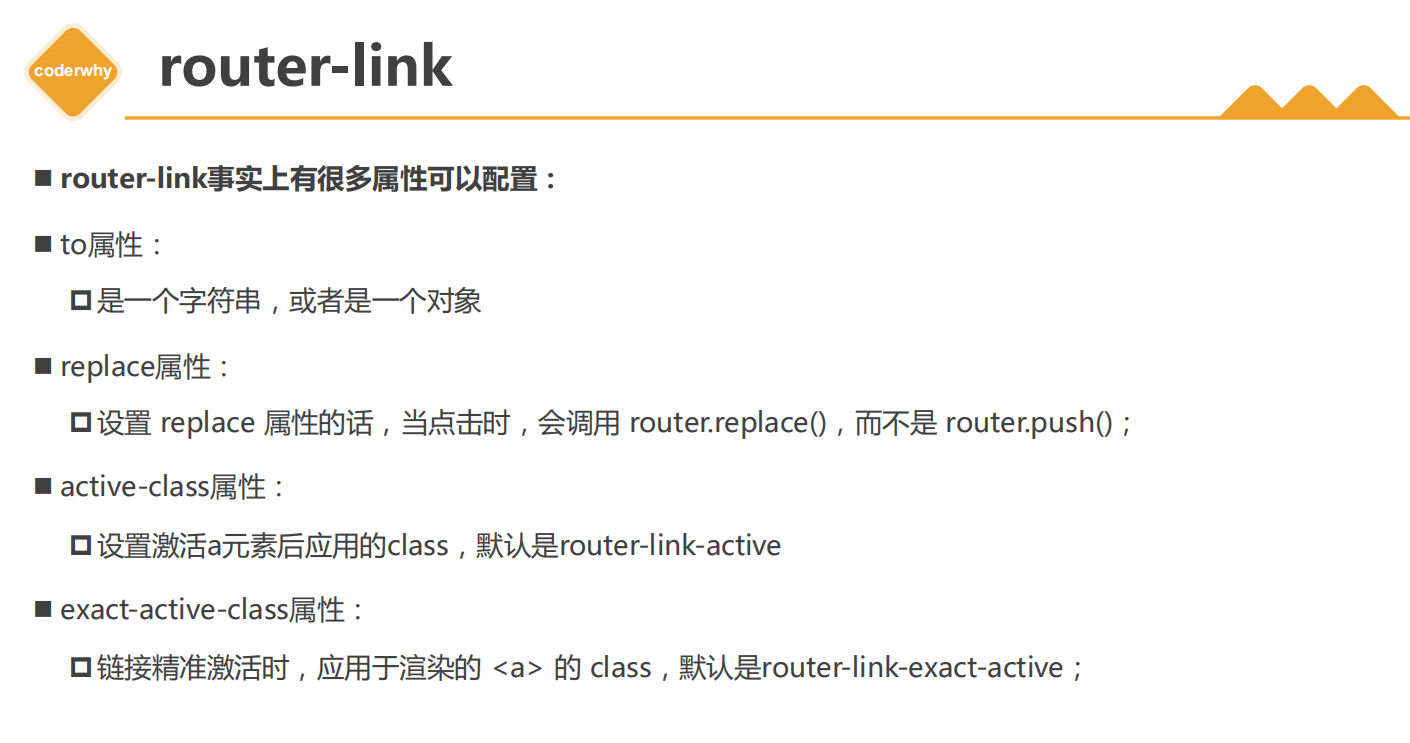 coderwhy
router-link
router-link事实上有很多属性可以配置：
to属性：
是一个字符串，或者是一个对象
replace属性：
设置 replace 属性的话，当点击时，会调用 router.replace()，而不是 router.push()；
active-class属性：
设置激活a元素后应用的class，默认是router-link-active
exact-active-class属性：
链接精准激活时，应用于渲染的 <a> 的 class，默认是router-link-exact-active；